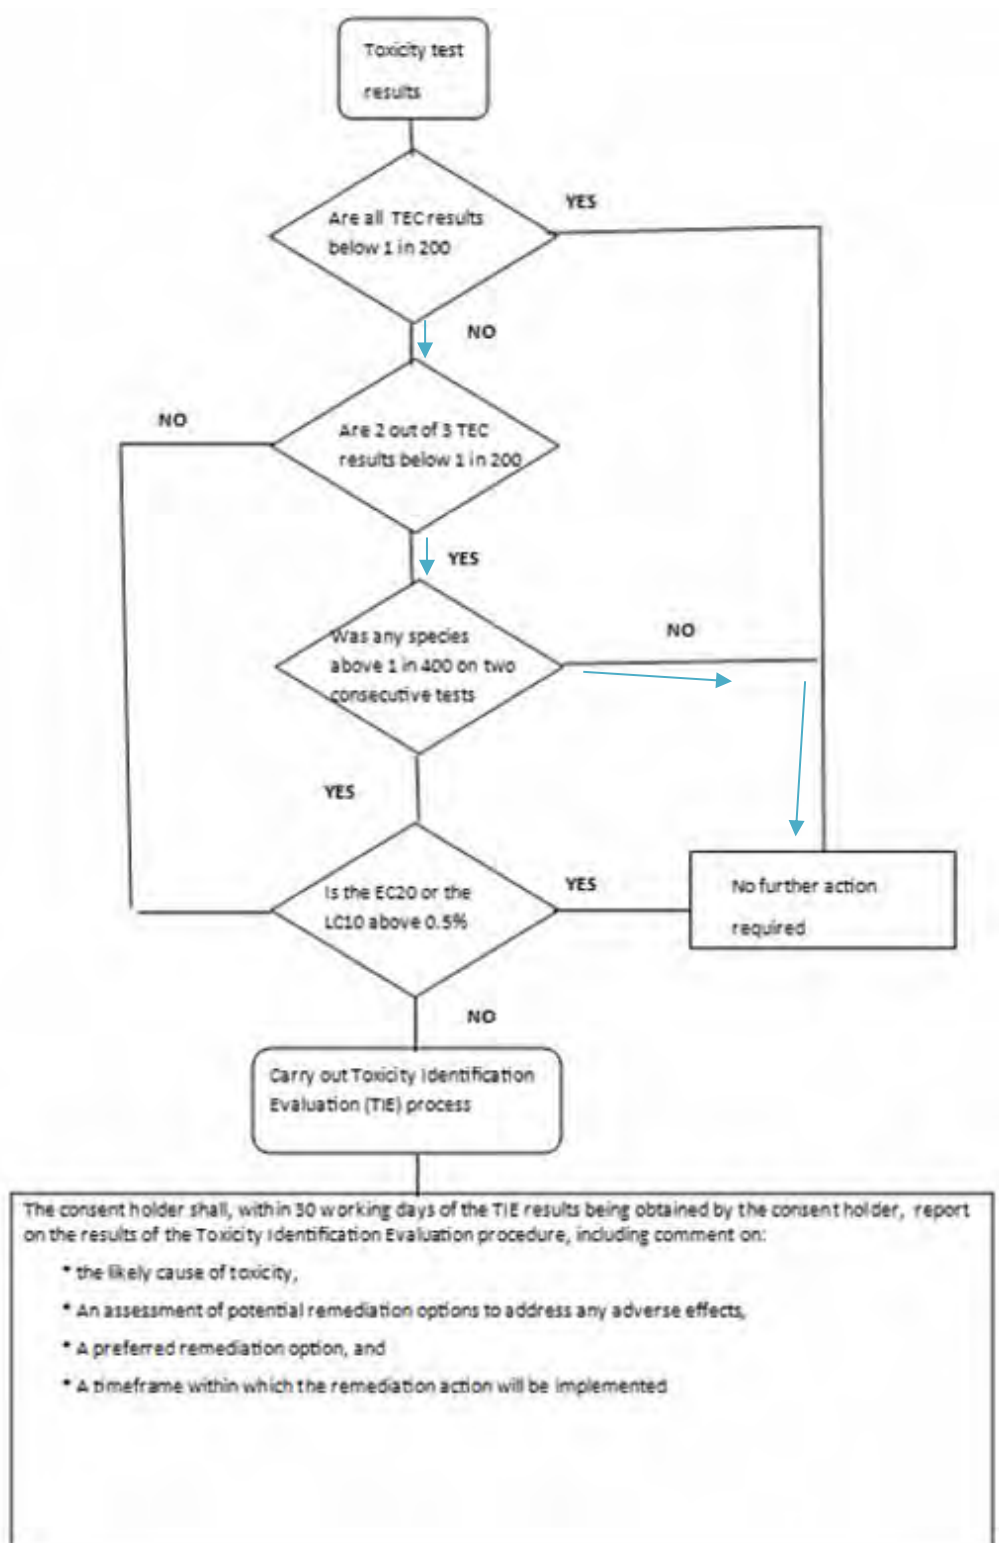 Toxicity test
results
Are all TEC results
below 1 in 200
YES
NO
Are 2 out of 3 TEC
results below 1 in 200
NO
YES
Was any species
above 1 in 400 on two
consecutive tests
NO
YES
Is the EC20 or the
LC10 above 0.5%
YES
No further action
required
NO
Carry out Toxicity Identification
Evaluation (TIE) process
The consent holder shall, within 30 working days of the TIE results being obtained by the consent holder, report
on the results of the Toxicity Identification Evaluation procedure, including comment on:
* the likely cause of toxicity,
* An assessment of potential remediation options to address any adverse effects,
* A preferred remediation option, and
* A timeframe within which the remediation action will be implemented